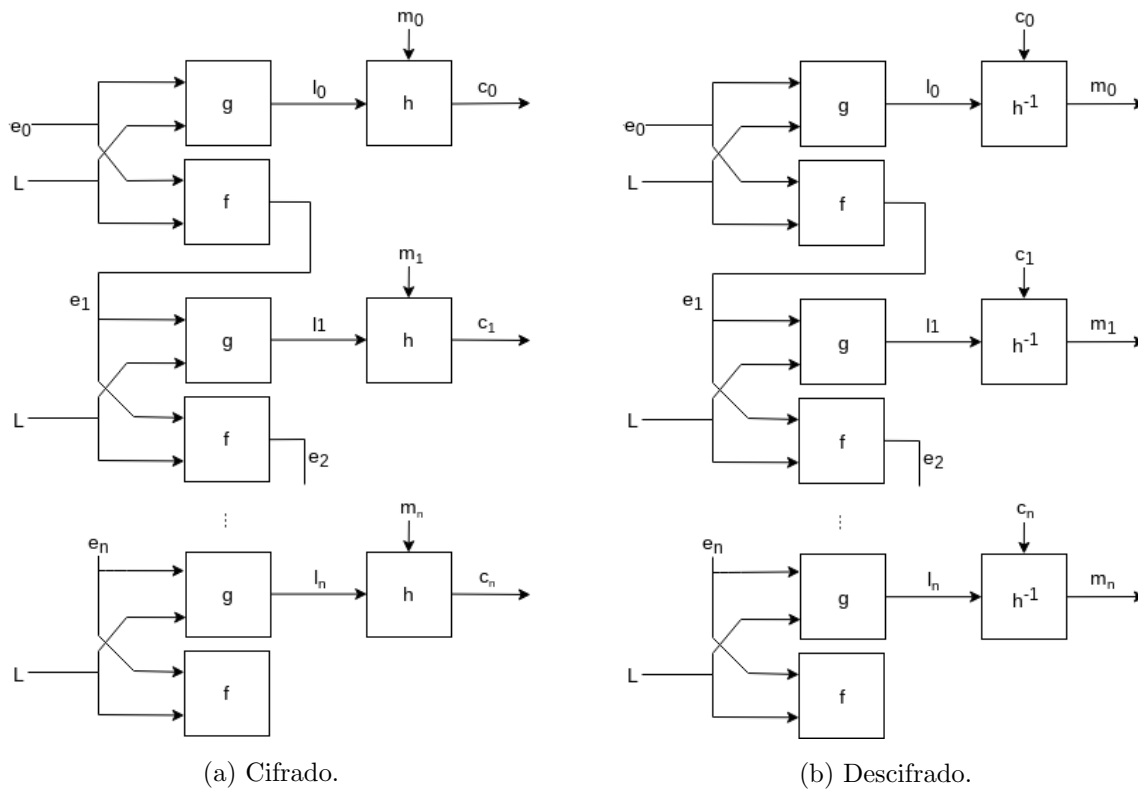 m0
g
l0
h
c0
e0
L
f
m1
e1
g
l1
h
c1
L
f
e2
⋮
mn
en
g
ln
h
cn
L
f
(a) Cifrado.
c0
g
l0
h-1
m0
e0
L
f
c1
e1
g
l1
h-1
m1
L
f
e2
⋮
cn
en
g
ln
h-1
mn
L
f
(b) Descifrado.